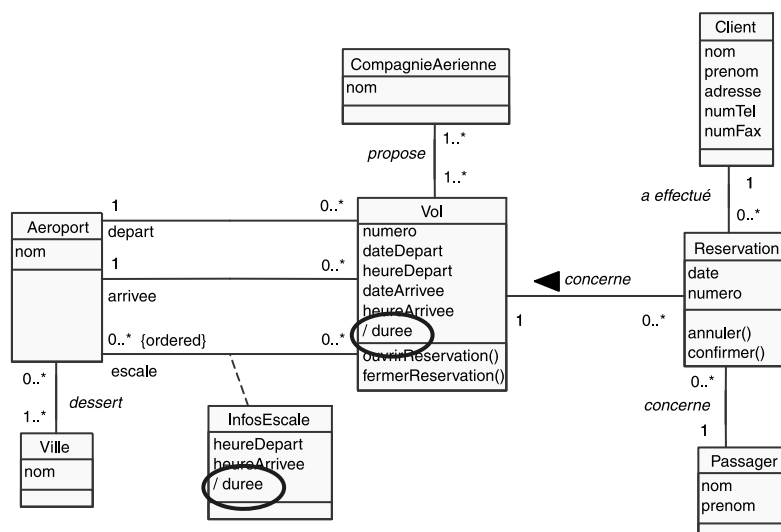 Client
nom
prenom
adresse
numTel
numFax
CompagnieAerienne
nom
1..*
propose
1..*
1
a effectué
0..*
Aeroport
nom
1
depart
0..*
1
arrivee
0..*
0..* {ordered}
escale
0..*
Vol
numero
dateDepart
heureDepart
dateArrivee
heureArrivee
/ duree
ouvrirReservation()
fermerReservation()
concerne
1
0..*
Reservation
date
numero
annuler()
confirmer()
0..*
concerne
1
0..*
dessert
1..*
Ville
nom
InfosEscale
heureDepart
heureArrivee
/ duree
Passager
nom
prenom